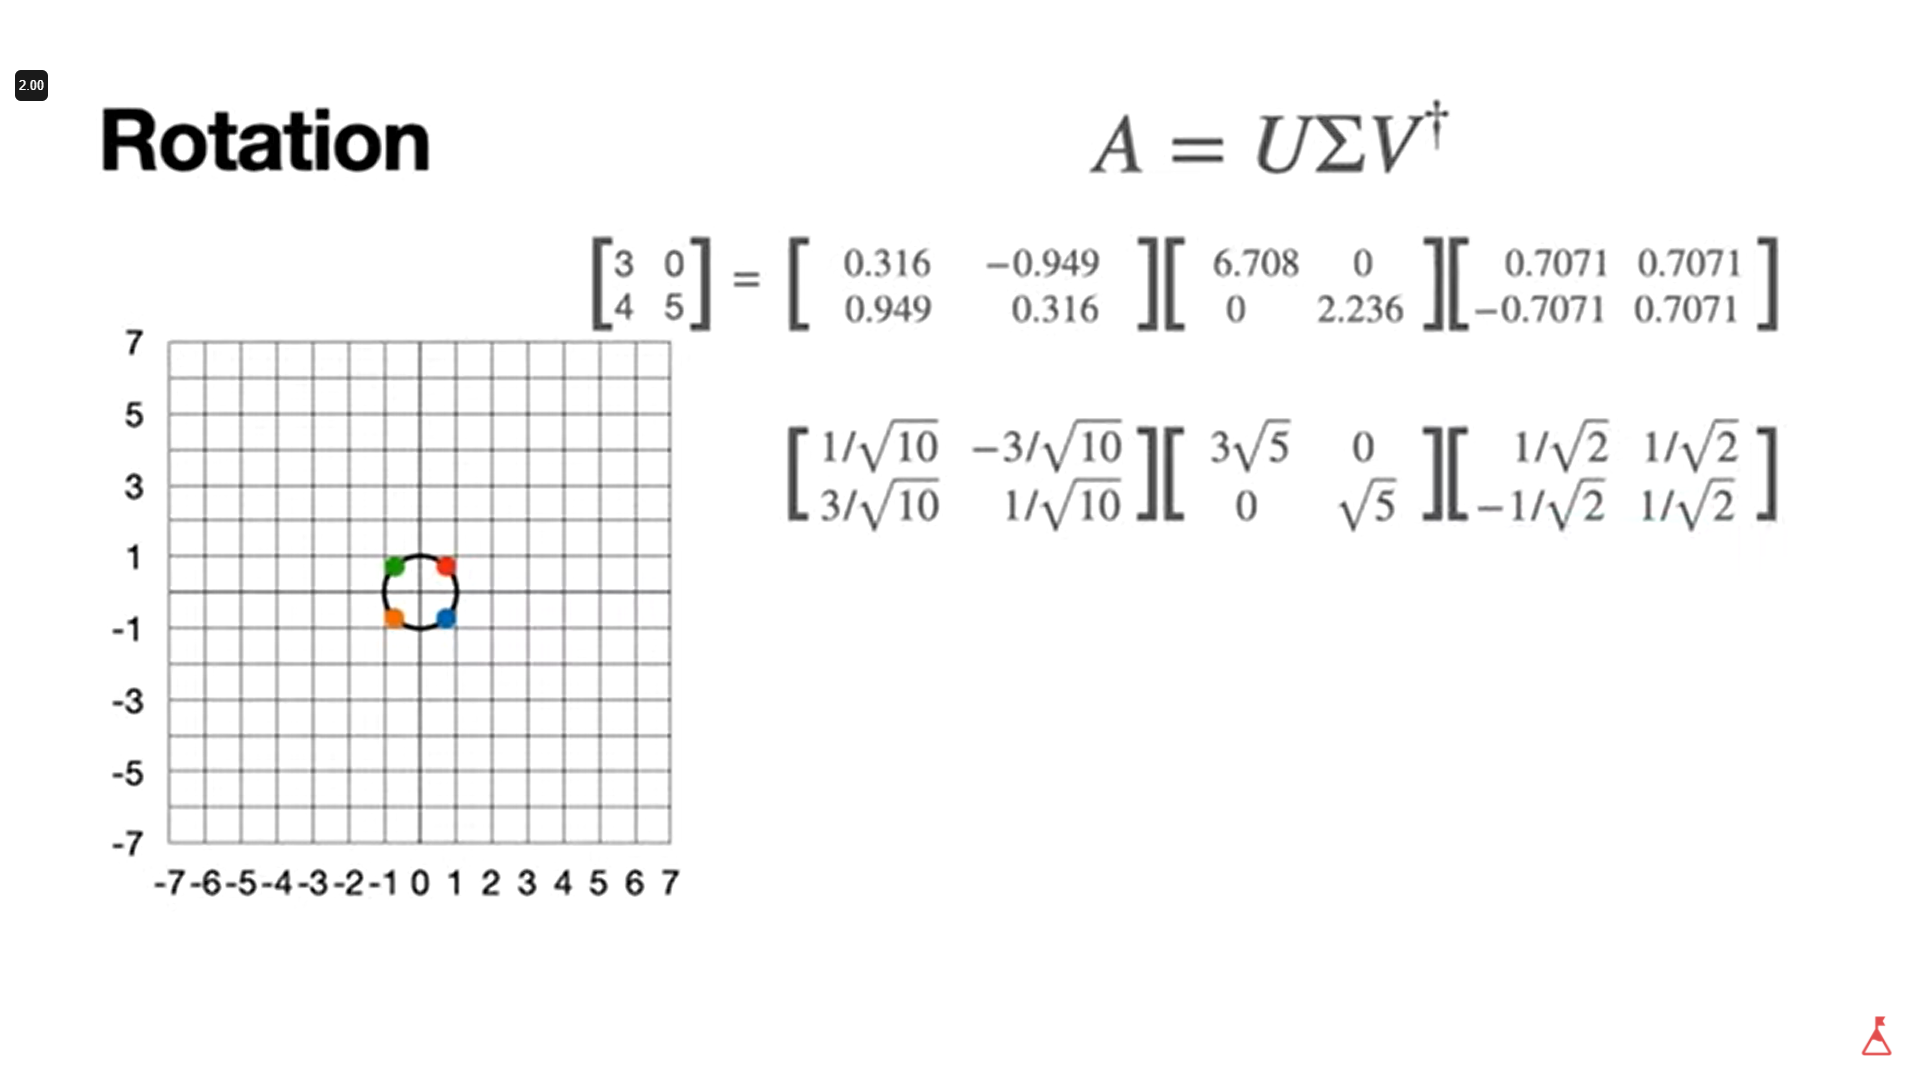 2.00
Rotation
A = UΣV†
[3 0; 4 5] = [0.316 −0.949; 0.949 0.316][6.708 0; 0 2.236][0.7071 0.7071; −0.7071 0.7071]
[1/√10 −3/√10; 3/√10 1/√10][3√5 0; 0 √5][1/√2 1/√2; −1/√2 1/√2]
7
5
3
1
-1
-3
-5
-7
-7 -6 -5 -4 -3 -2 -1 0 1 2 3 4 5 6 7